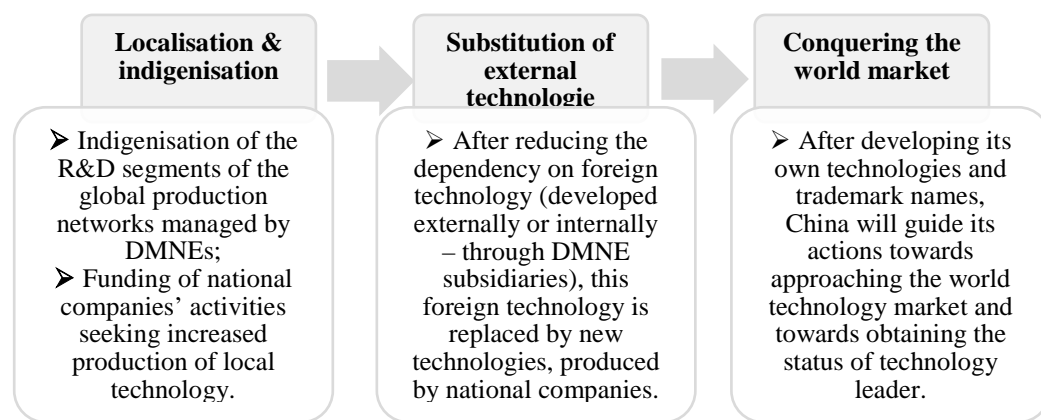 Localisation &
indigenisation
➤ Indigenisation of the
R&D segments of the
global production
networks managed by
DMNEs;
➤ Funding of national
companies’ activities
seeking increased
production of local
technology.
Substitution of
external
technologie
➤ After reducing the
dependency on foreign
technology (developed
externally or internally
– through DMNE
subsidiaries), this
foreign technology is
replaced by new
technologies, produced
by national companies.
Conquering the
world market
➤ After developing its
own technologies and
trademark names,
China will guide its
actions towards
approaching the world
technology market and
towards obtaining the
status of technology
leader.